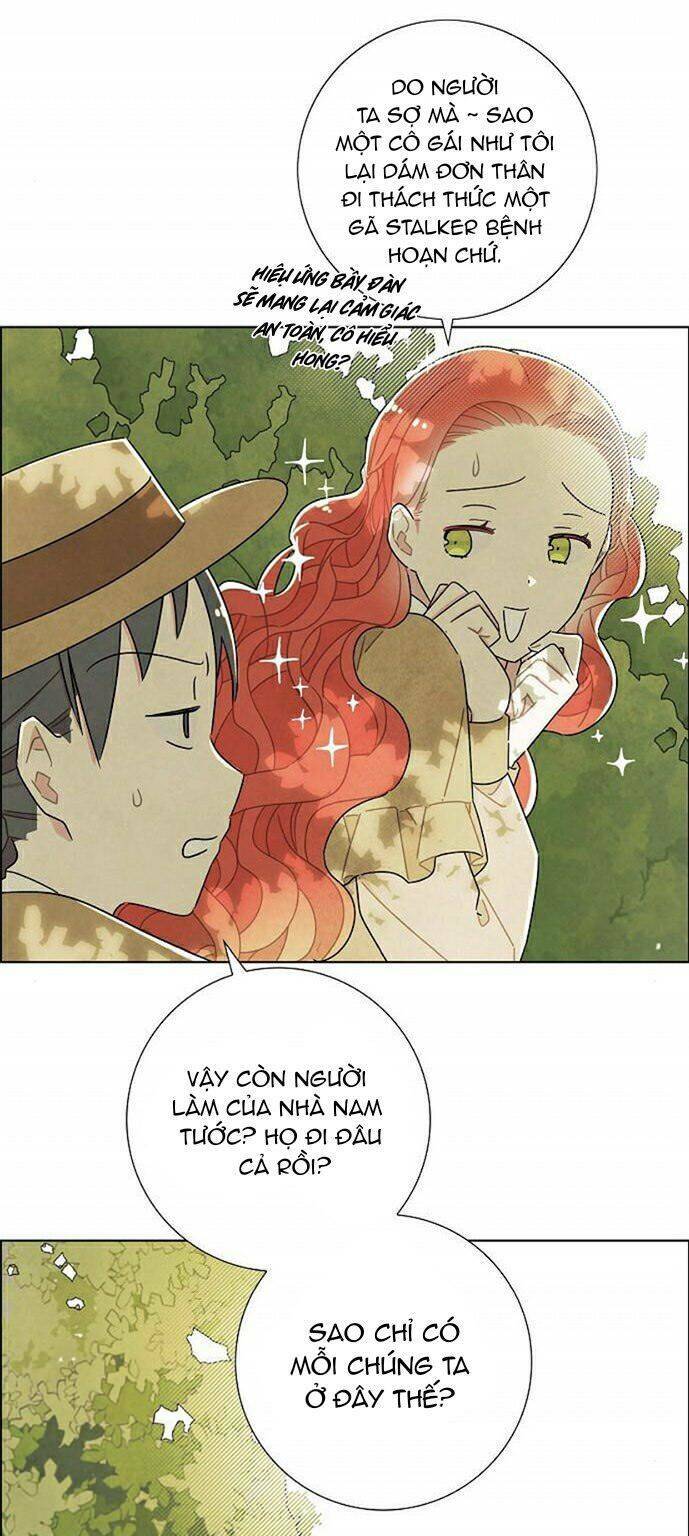 DO NGƯỜI
TA SỢ MÀ ~ SAO
MỘT CÔ GÁI NHƯ TÔI
LẠI DÁM ĐƠN THÂN
ĐI THÁCH THỨC MỘT
GÃ STALKER BỆNH
HOẠN CHỨ.
HIỆU ỨNG BẦY ĐÀN
SẼ MANG LẠI CẢM GIÁC
AN TOÀN, CÓ HIỂU
HONG?
VẬY CÒN NGƯỜI
LÀM CỦA NHÀ NAM
TƯỚC? HỌ ĐI ĐÂU
CẢ RỒI?
SAO CHỈ CÓ
MỖI CHÚNG TA
Ở ĐÂY THẾ?